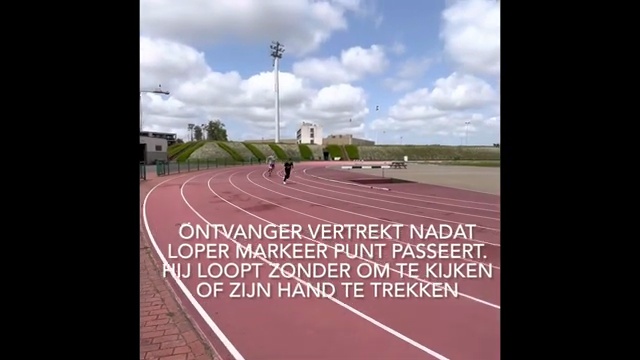 ONTVANGER VERTREKT NADAT
LOPER MARKEER PUNT PASSEERT.
HIJ LOOPT ZONDER OM TE KIJKEN
OF ZIJN HAND TE TREKKEN